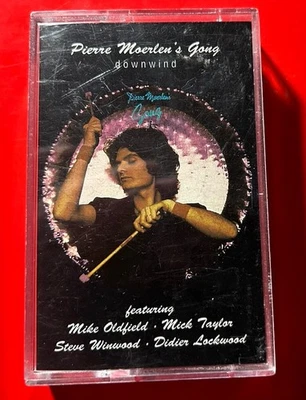 Pierre Moerlen's Gong
downwind
Pierre Moerlen's
Gong
featuring
Mike Oldfield · Mick Taylor
Steve Winwood · Didier Lockwood